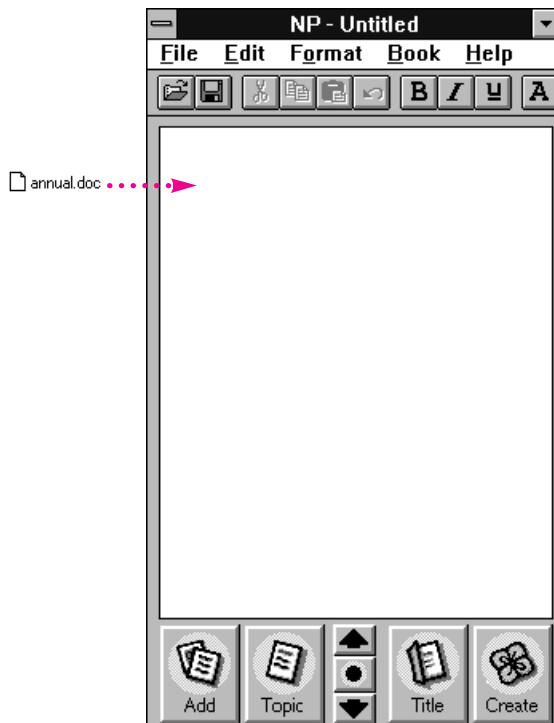 NP - Untitled
File Edit Format Book Help
B I U A
annual.doc
Add Topic Title Create